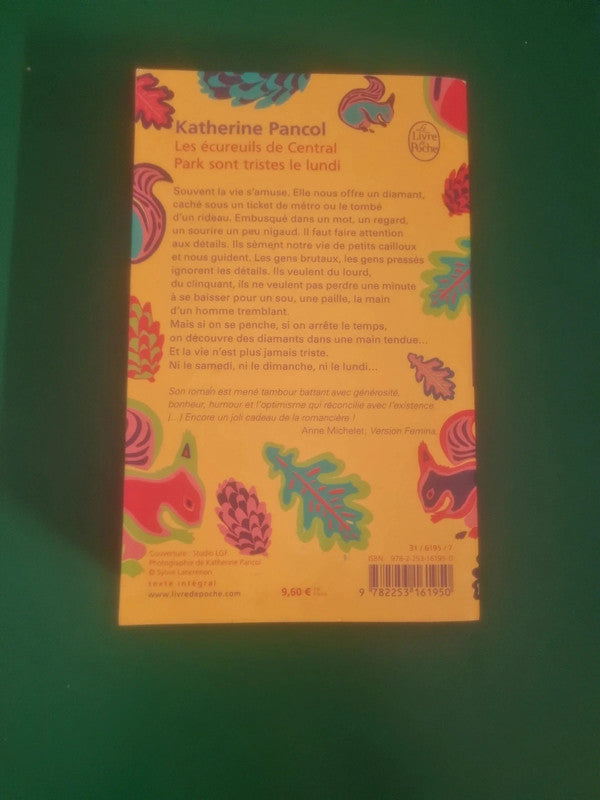 Katherine Pancol
Le
Livre
de
Poche
Les écureuils de Central
Park sont tristes le lundi
Souvent la vie s'amuse. Elle nous offre un diamant,
caché sous un ticket de métro ou le tombé
d'un rideau. Embusqué dans un mot, un regard,
un sourire un peu nigaud. Il faut faire attention
aux détails. Ils sèment notre vie de petits cailloux
et nous guident. Les gens brutaux, les gens pressés
ignorent les détails. Ils veulent du lourd,
du clinquant, ils ne veulent pas perdre une minute
à se baisser pour un sou, une paille, la main
d'un homme tremblant.
Mais si on se penche, si on arrête le temps,
on découvre des diamants dans une main tendue...
Et la vie n'est plus jamais triste.
Ni le samedi, ni le dimanche, ni le lundi...
Son roman est mené tambour battant avec générosité,
bonheur, humour et l'optimisme qui réconcilie avec l'existence.
[...] Encore un joli cadeau de la romancière !
Anne Michelet, Version Femina.
Couverture : Studio LGF.
Photographie de Katherine Pancol
© Sylvie Lancrenon
texte intégral
www.livredepoche.com
9,60 €
31 / 6195 / 7
ISBN : 978-2-253-16195-0
9 782253 161950